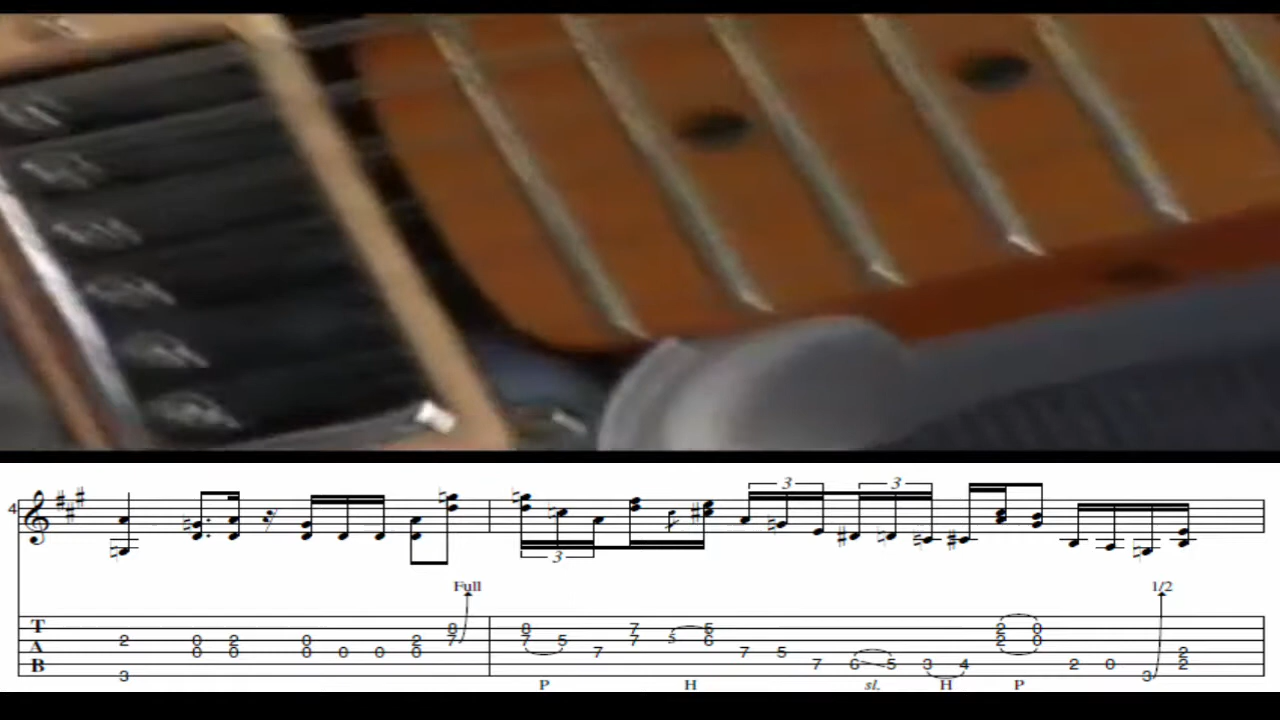 3 3
4
3
Full 1/2
T 8 8 7 5 2 0
2 0 2 0 2 7 7 5 7 5 6 2 0
A 0 0 0 0 0 0 7 7 5 2
B 7 6 5 3 4 2 0 2
3 3
P H sl. H P